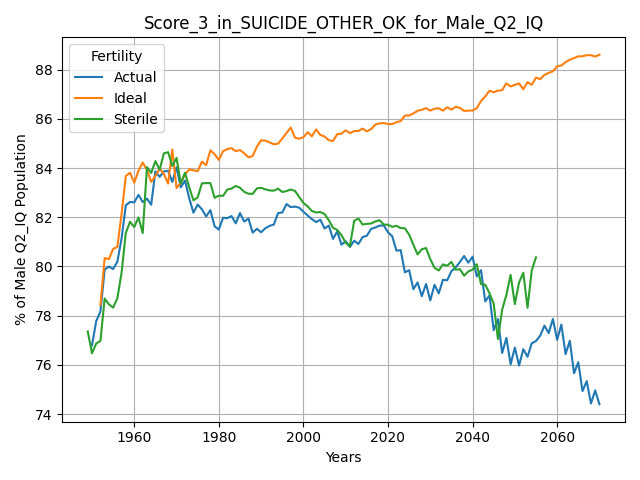 Score_3_in_SUICIDE_OTHER_OK_for_Male_Q2_IQ
Fertility
Actual
Ideal
Sterile
% of Male Q2_IQ Population
88
86
84
82
80
78
76
74
1960
1980
2000
2020
2040
2060
Years